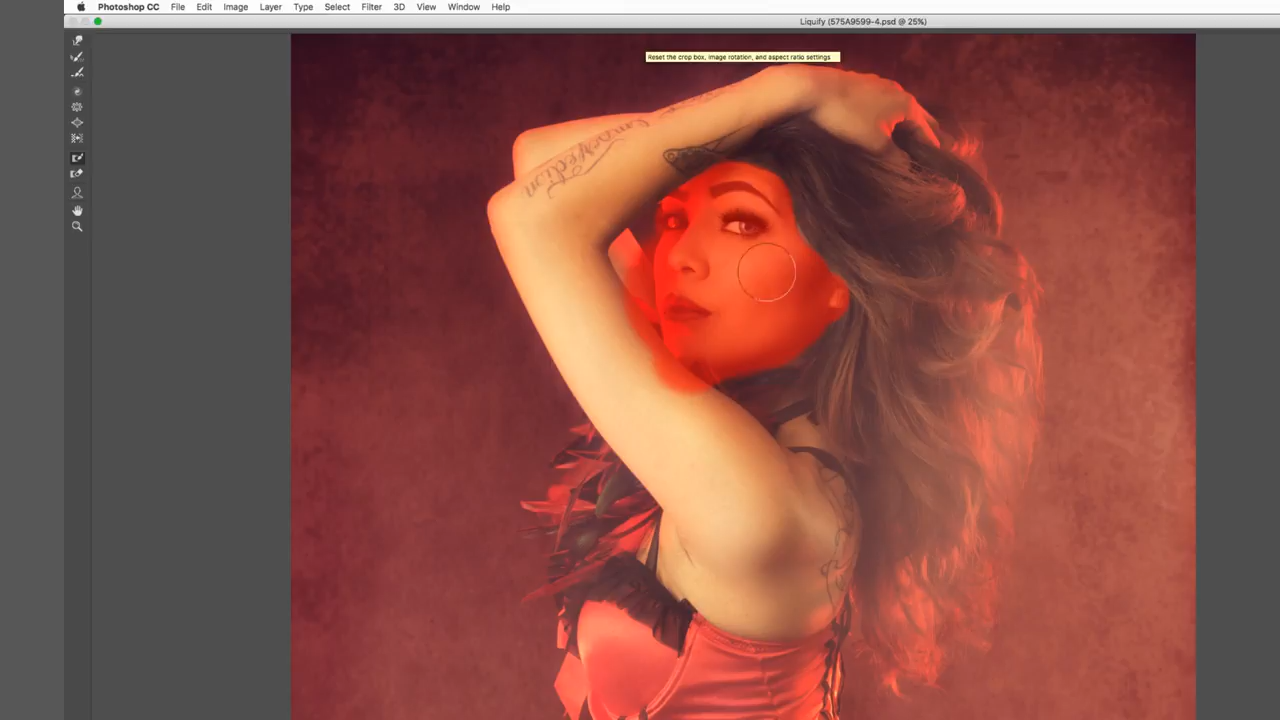 Photoshop CC File Edit Image Layer Type Select Filter 3D View Window Help
Liquify (575A9599-4.psd @ 25%)
Reset the crop box, image rotation, and aspect ratio settings